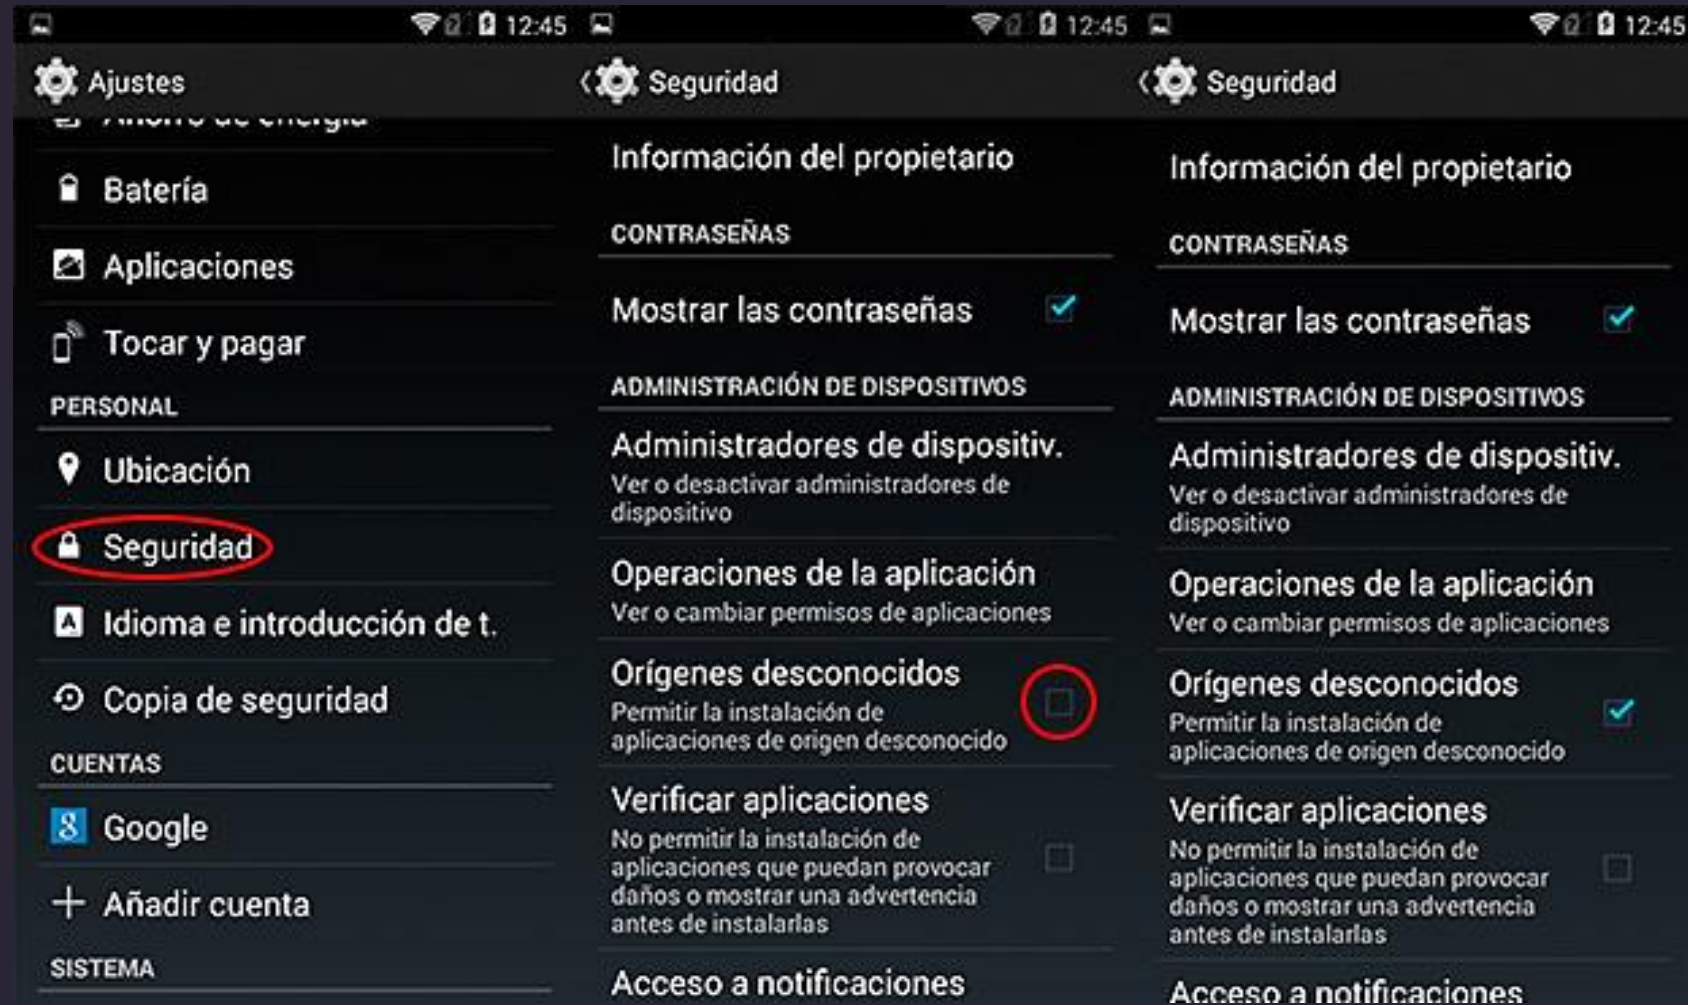 12:45
Ajustes
Ahorro de energía
Batería
Aplicaciones
Tocar y pagar
PERSONAL
Ubicación
Seguridad
Idioma e introducción de t.
Copia de seguridad
CUENTAS
8 Google
Añadir cuenta
SISTEMA
12:45
Seguridad
Información del propietario
CONTRASEÑAS
Mostrar las contraseñas
ADMINISTRACIÓN DE DISPOSITIVOS
Administradores de dispositiv.
Ver o desactivar administradores de
dispositivo
Operaciones de la aplicación
Ver o cambiar permisos de aplicaciones
Orígenes desconocidos
Permitir la instalación de
aplicaciones de origen desconocido
Verificar aplicaciones
No permitir la instalación de
aplicaciones que puedan provocar
daños o mostrar una advertencia
antes de instalarlas
Acceso a notificaciones
12:45
Seguridad
Información del propietario
CONTRASEÑAS
Mostrar las contraseñas
ADMINISTRACIÓN DE DISPOSITIVOS
Administradores de dispositiv.
Ver o desactivar administradores de
dispositivo
Operaciones de la aplicación
Ver o cambiar permisos de aplicaciones
Orígenes desconocidos
Permitir la instalación de
aplicaciones de origen desconocido
Verificar aplicaciones
No permitir la instalación de
aplicaciones que puedan provocar
daños o mostrar una advertencia
antes de instalarlas
Acceso a notificaciones